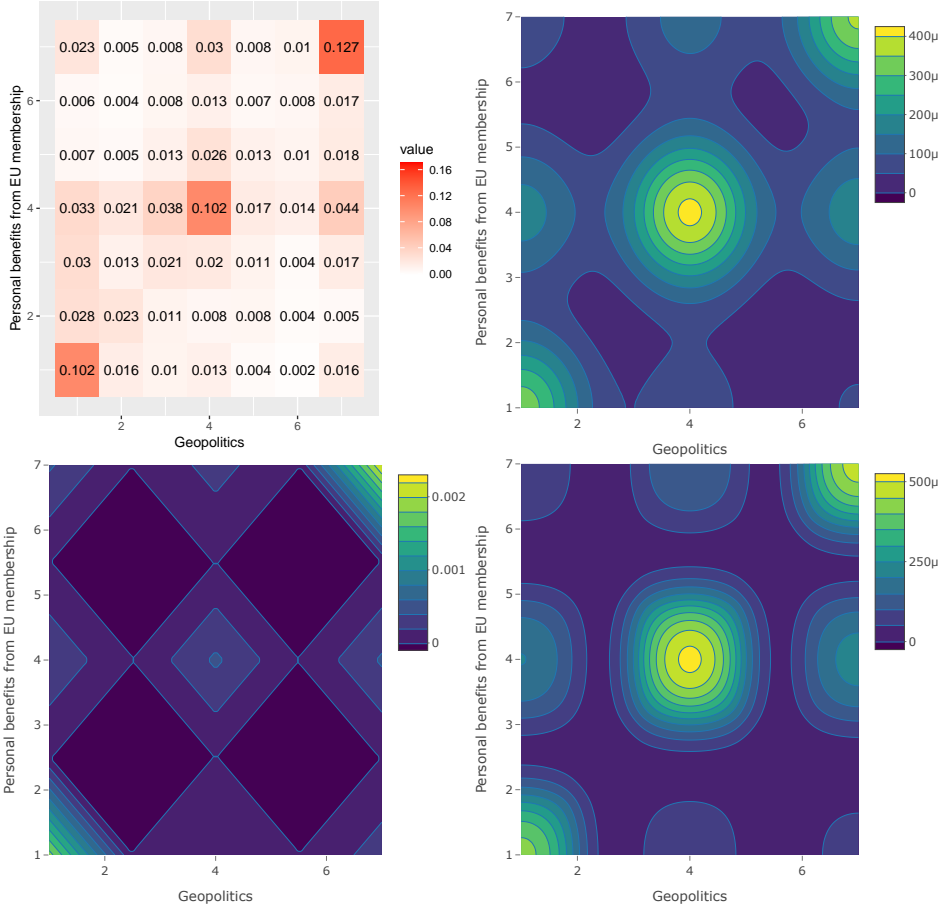 Personal benefits from EU membership
0.023 0.005 0.008 0.03 0.008 0.01 0.127
6
0.006 0.004 0.008 0.013 0.007 0.008 0.017
0.007 0.005 0.013 0.026 0.013 0.01 0.018
4
0.033 0.021 0.038 0.102 0.017 0.014 0.044
0.03 0.013 0.021 0.02 0.011 0.004 0.017
2
0.028 0.023 0.011 0.008 0.008 0.004 0.005
0.102 0.016 0.01 0.013 0.004 0.002 0.016
2 4 6
Geopolitics
value
0.16
0.12
0.08
0.04
0.00
Personal benefits from EU membership
7
6
5
4
3
2
1
2 4 6
Geopolitics
400μ
300μ
200μ
100μ
0
Personal benefits from EU membership
7
6
5
4
3
2
1
2 4 6
Geopolitics
0.002
0.001
0
Personal benefits from EU membership
7
6
5
4
3
2
1
2 4 6
Geopolitics
500μ
250μ
0